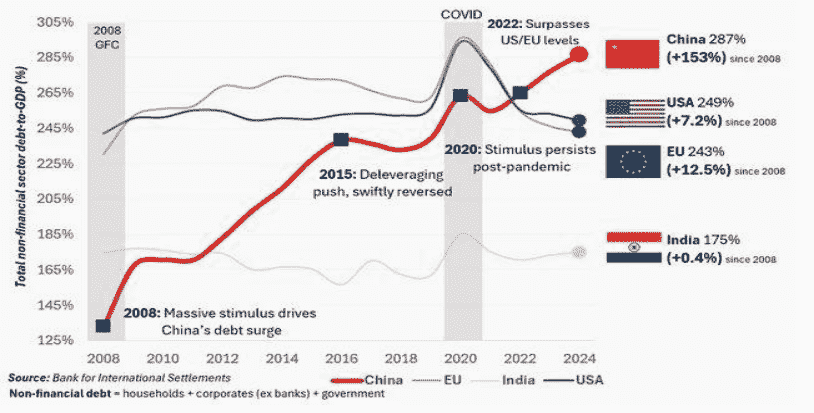 Total non-financial sector debt-to-GDP (%)
305%
285%
265%
245%
225%
205%
185%
165%
145%
125%
2008
GFC
COVID
2022: Surpasses
US/EU levels
2020: Stimulus persists
post-pandemic
2015: Deleveraging
push, swiftly reversed
2008: Massive stimulus drives
China's debt surge
China 287%
(+153%) since 2008
USA 249%
(+7.2%) since 2008
EU 243%
(+12.5%) since 2008
India 175%
(+0.4%) since 2008
2008 2010 2012 2014 2016 2018 2020 2022 2024
Source: Bank for International Settlements
China EU India USA
Non-financial debt = households + corporates (ex banks) + government